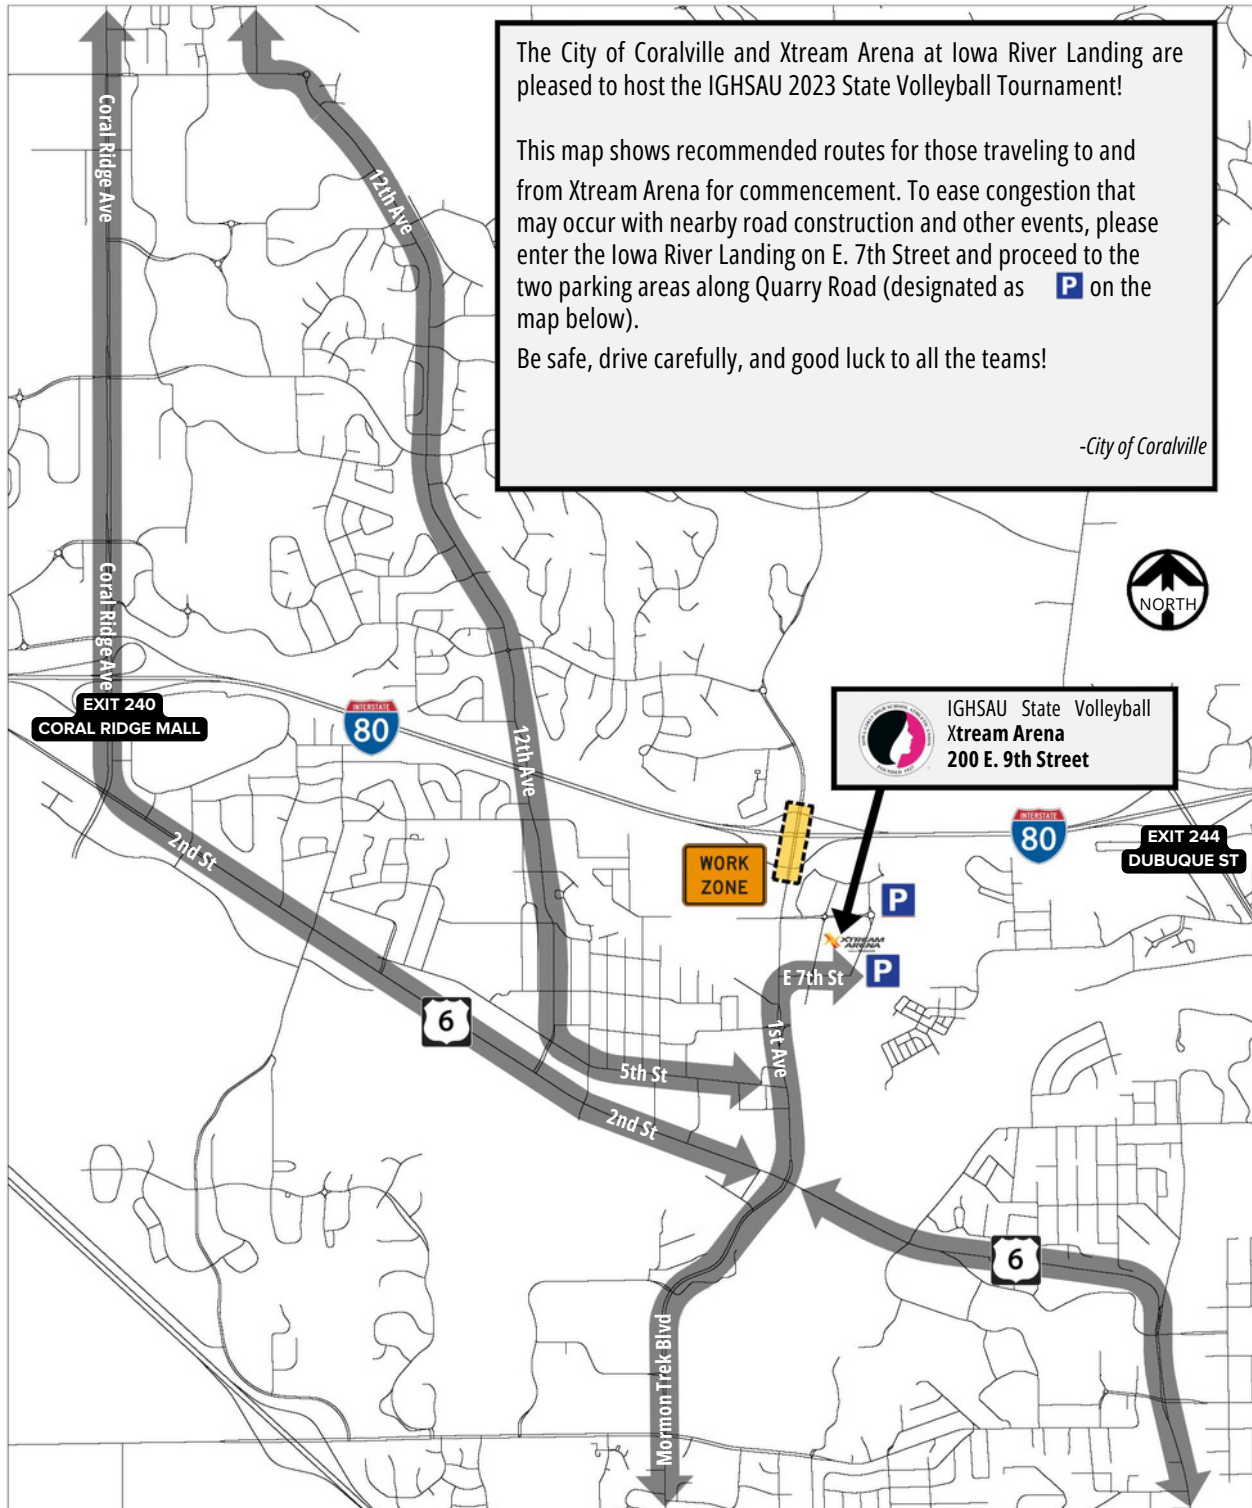 The City of Coralville and Xtream Arena at Iowa River Landing are
pleased to host the IGHSAU 2023 State Volleyball Tournament!
This map shows recommended routes for those traveling to and
from Xtream Arena for commencement. To ease congestion that
may occur with nearby road construction and other events, please
enter the Iowa River Landing on E. 7th Street and proceed to the
two parking areas along Quarry Road (designated as P on the
map below).
Be safe, drive carefully, and good luck to all the teams!
-City of Coralville
Coral Ridge Ave
12th Ave
Coral Ridge Ave
NORTH
EXIT 240
CORAL RIDGE MALL
INTERSTATE
80
12th Ave
IGHSAU State Volleyball
Xtream Arena
200 E. 9th Street
INTERSTATE
80
EXIT 244
DUBUQUE ST
2nd St
WORK
ZONE
P
XTREAM
ARENA
E 7th St
P
6
1st Ave
5th St
2nd St
6
Mormon Trek Blvd